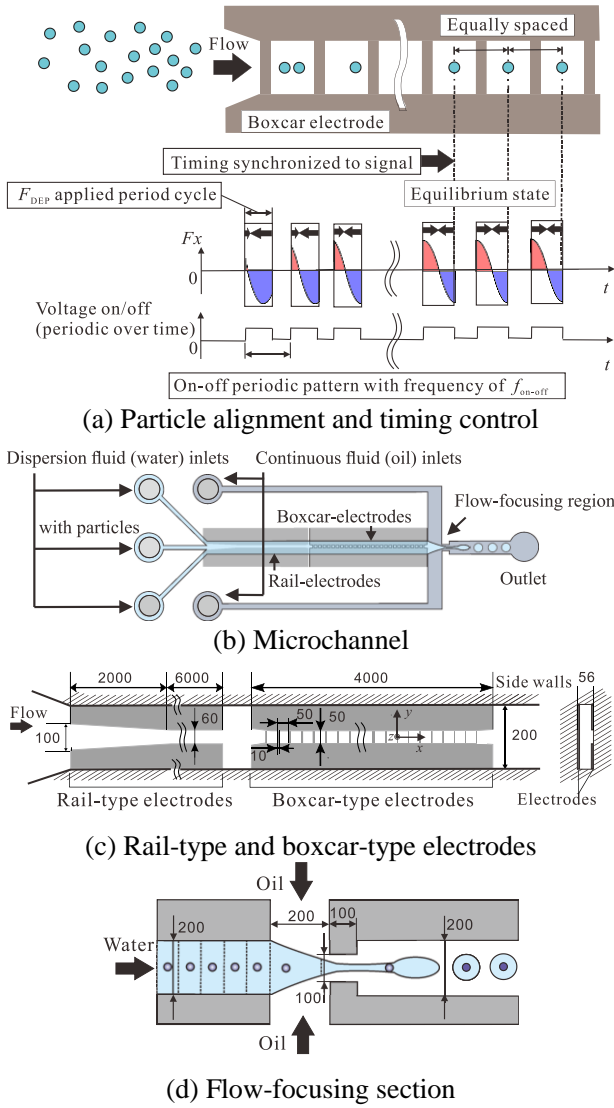 Flow
Equally spaced
Boxcar electrode
Timing synchronized to signal
F_DEP applied period cycle
Equilibrium state
Fx
0
t
Voltage on/off
(periodic over time)
0
t
On-off periodic pattern with frequency of f_on-off
(a) Particle alignment and timing control
Dispersion fluid (water) inlets
Continuous fluid (oil) inlets
Flow-focusing region
with particles
Boxcar-electrodes
Rail-electrodes
Outlet
(b) Microchannel
2000
6000
4000
Side walls
56
Flow
60
50
50
y
100
z
x
200
10
Rail-type electrodes
Boxcar-type electrodes
Electrodes
(c) Rail-type and boxcar-type electrodes
Oil
200
200
100
200
Water
100
Oil
(d) Flow-focusing section